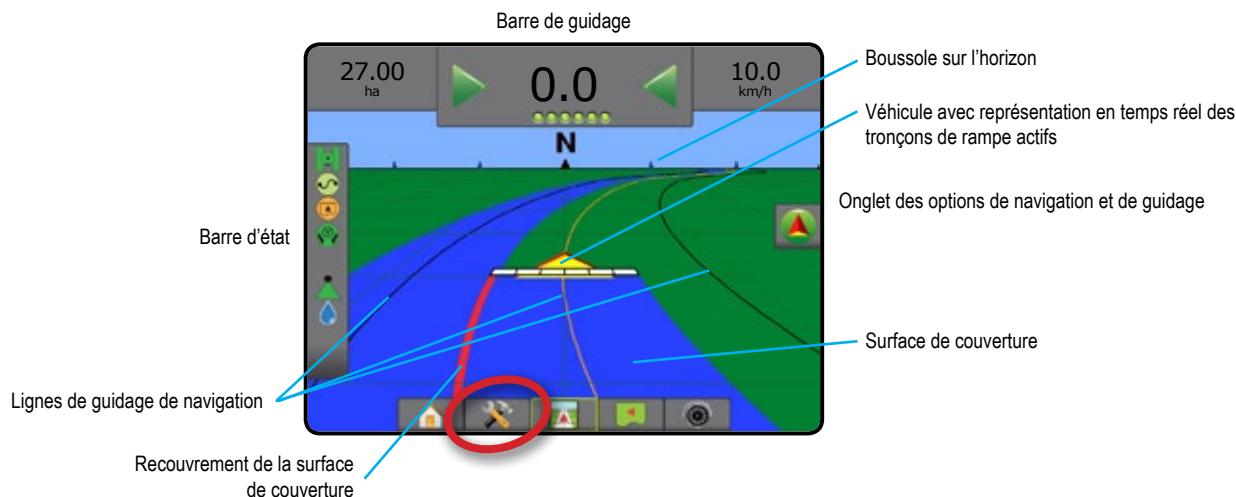 Barre de guidage
27.00
ha
0.0
10.0
km/h
N
Boussole sur l’horizon
Véhicule avec représentation en temps réel des
tronçons de rampe actifs
Onglet des options de navigation et de guidage
Barre d’état
Surface de couverture
Lignes de guidage de navigation
Recouvrement de la surface
de couverture